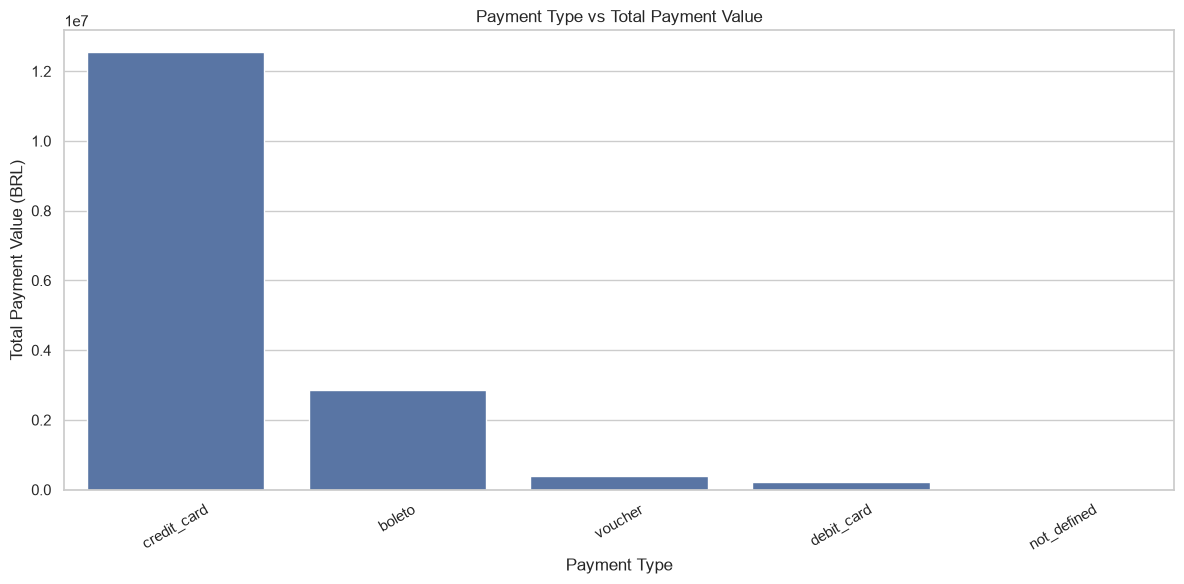 Payment Type vs Total Payment Value
1e7
1.2
1.0
0.8
0.6
0.4
0.2
0.0
Total Payment Value (BRL)
credit_card
boleto
voucher
debit_card
not_defined
Payment Type